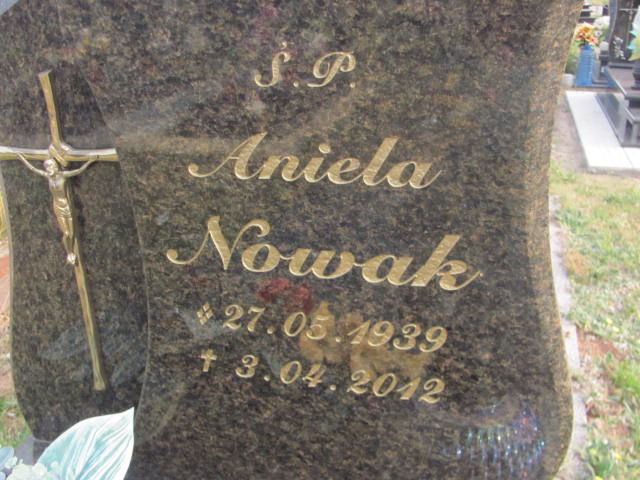 Ś.P.
Aniela
Nowak
27.05.1939
✝ 3.04.2012